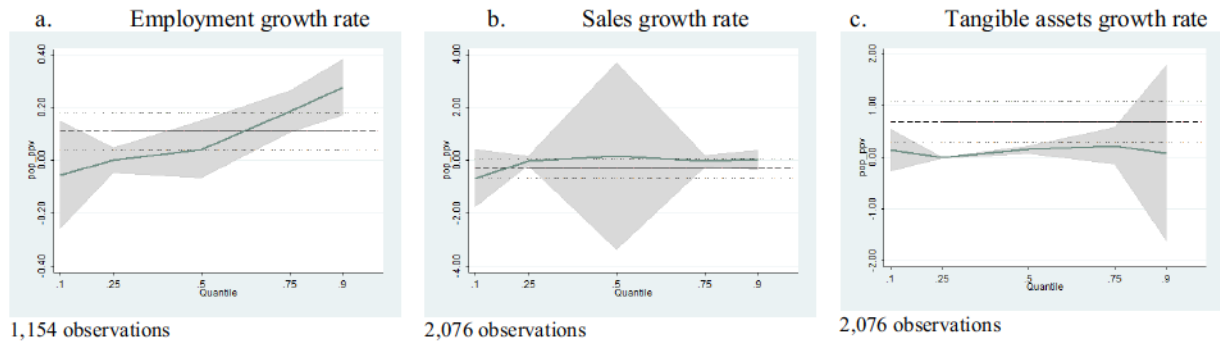 a. Employment growth rate
b. Sales growth rate
c. Tangible assets growth rate
pop_ppv
0.40
0.20
0.00
-0.20
-0.40
.1 .25 .5 .75 .9
Quantile
1,154 observations
pop_ppv
4.00
2.00
0.00
-2.00
-4.00
.1 .25 .5 .75 .9
Quantile
2,076 observations
pop_ppv
2.00
1.00
0.00
-1.00
-2.00
.1 .25 .5 .75 .9
Quantile
2,076 observations